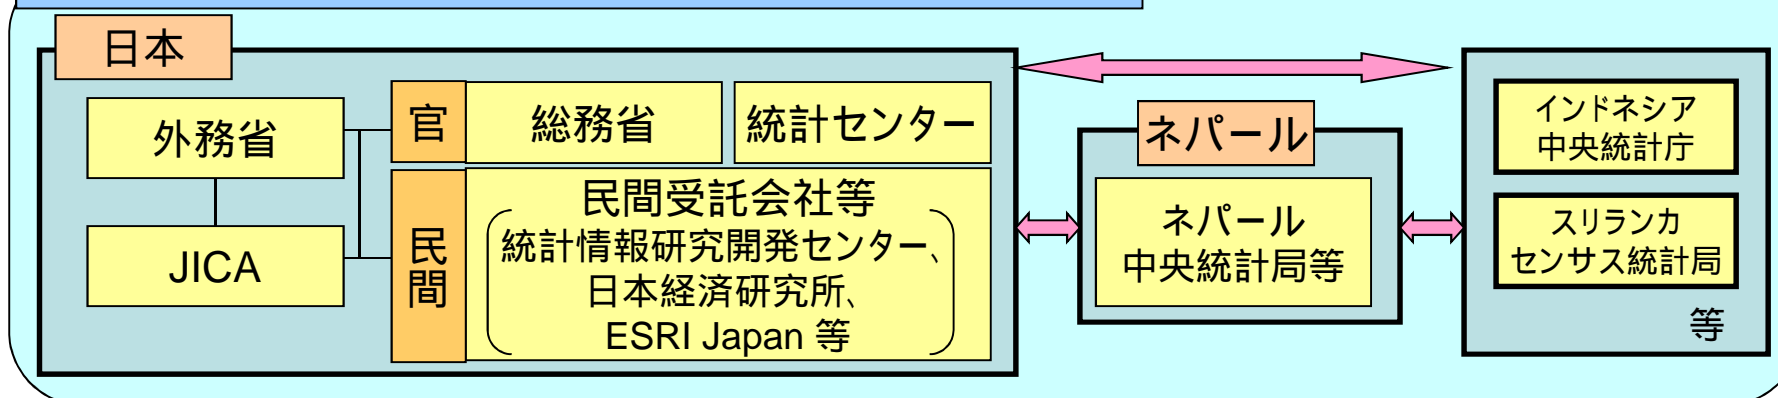 日本
外務省
JICA
官
総務省
統計センター
民間
民間受託会社等
統計情報研究開発センター、
日本経済研究所、
ESRI Japan 等
ネパール
ネパール
中央統計局等
インドネシア
中央統計庁
スリランカ
センサス統計局
等